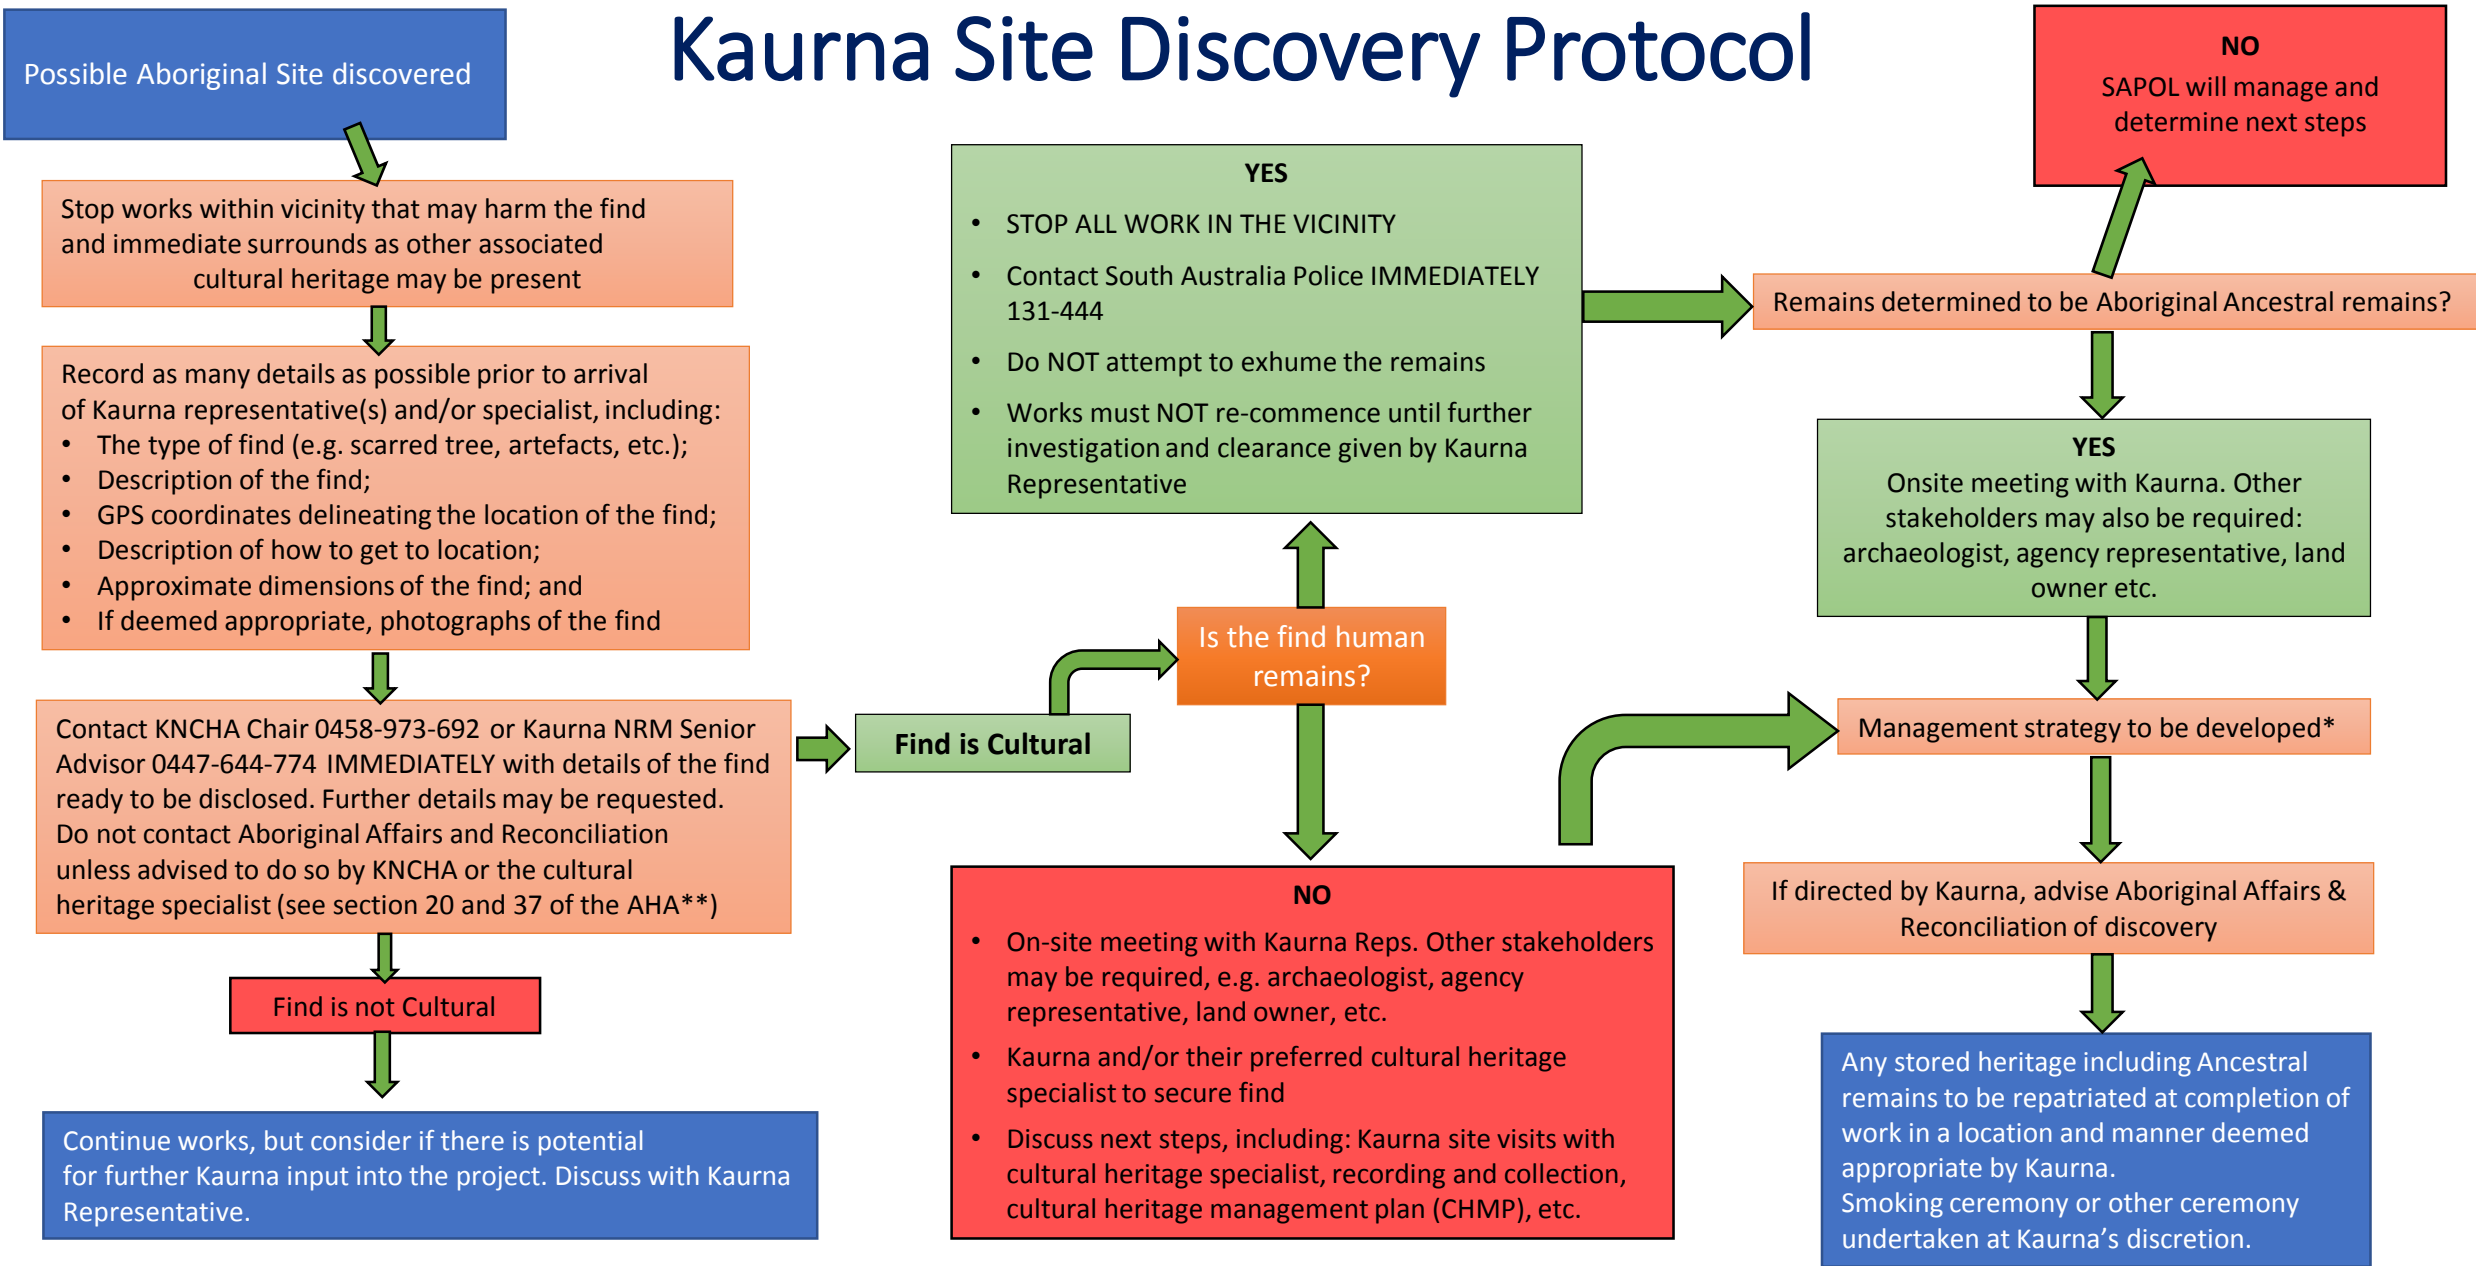 Kaurna Site Discovery Protocol
Possible Aboriginal Site discovered
Stop works within vicinity that may harm the find
and immediate surrounds as other associated
cultural heritage may be present
Record as many details as possible prior to arrival
of Kaurna representative(s) and/or specialist, including:
• The type of find (e.g. scarred tree, artefacts, etc.);
• Description of the find;
• GPS coordinates delineating the location of the find;
• Description of how to get to location;
• Approximate dimensions of the find; and
• If deemed appropriate, photographs of the find
Contact KNCHA Chair 0458-973-692 or Kaurna NRM Senior
Advisor 0447-644-774 IMMEDIATELY with details of the find
ready to be disclosed. Further details may be requested.
Do not contact Aboriginal Affairs and Reconciliation
unless advised to do so by KNCHA or the cultural
heritage specialist (see section 20 and 37 of the AHA**)
Find is not Cultural
Continue works, but consider if there is potential
for further Kaurna input into the project. Discuss with Kaurna
Representative.
Find is Cultural
Is the find human
remains?
YES
• STOP ALL WORK IN THE VICINITY
• Contact South Australia Police IMMEDIATELY
131-444
• Do NOT attempt to exhume the remains
• Works must NOT re-commence until further
investigation and clearance given by Kaurna
Representative
NO
• On-site meeting with Kaurna Reps. Other stakeholders
may be required, e.g. archaeologist, agency
representative, land owner, etc.
• Kaurna and/or their preferred cultural heritage
specialist to secure find
• Discuss next steps, including: Kaurna site visits with
cultural heritage specialist, recording and collection,
cultural heritage management plan (CHMP), etc.
NO
SAPOL will manage and
determine next steps
Remains determined to be Aboriginal Ancestral remains?
YES
Onsite meeting with Kaurna. Other
stakeholders may also be required:
archaeologist, agency representative, land
owner etc.
Management strategy to be developed*
If directed by Kaurna, advise Aboriginal Affairs &
Reconciliation of discovery
Any stored heritage including Ancestral
remains to be repatriated at completion of
work in a location and manner deemed
appropriate by Kaurna.
Smoking ceremony or other ceremony
undertaken at Kaurna’s discretion.